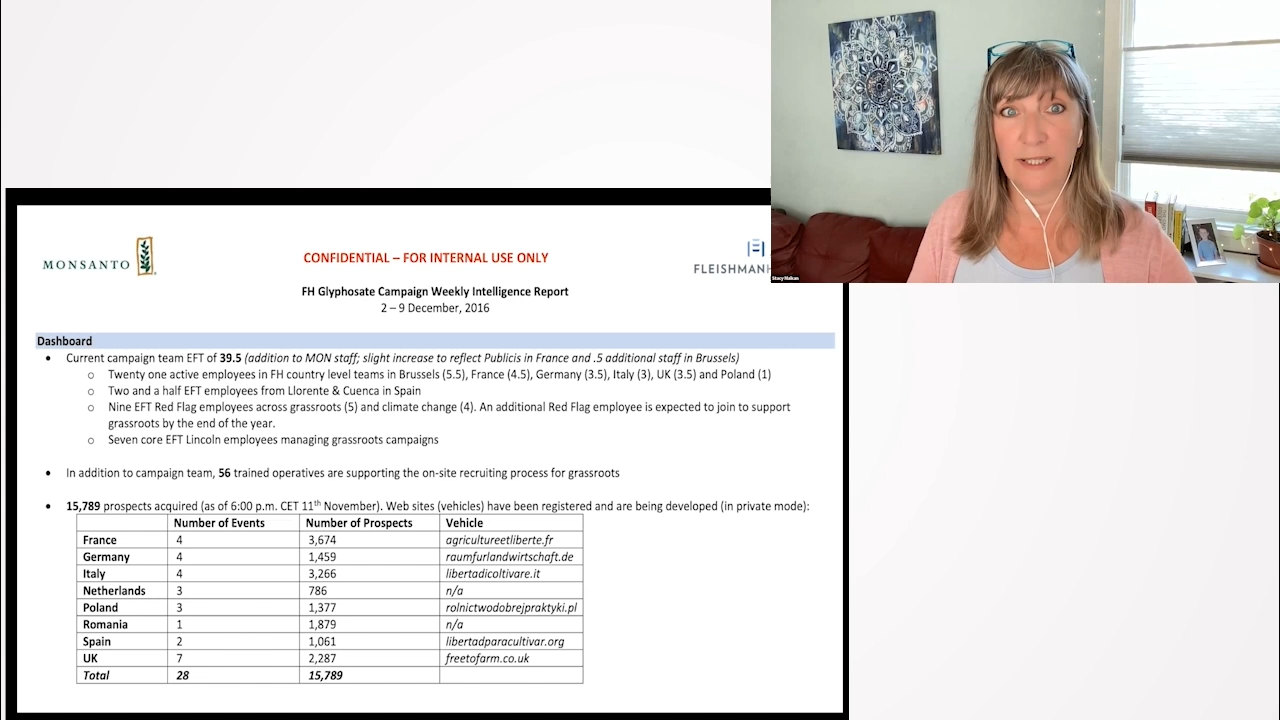 MONSANTO
CONFIDENTIAL – FOR INTERNAL USE ONLY
FLEISHMANH
FH Glyphosate Campaign Weekly Intelligence Report
2 – 9 December, 2016
Dashboard
• Current campaign team EFT of 39.5 (addition to MON staff; slight increase to reflect Publicis in France and .5 additional staff in Brussels)
o Twenty one active employees in FH country level teams in Brussels (5.5), France (4.5), Germany (3.5), Italy (3), UK (3.5) and Poland (1)
o Two and a half EFT employees from Llorente & Cuenca in Spain
o Nine EFT Red Flag employees across grassroots (5) and climate change (4). An additional Red Flag employee is expected to join to support
grassroots by the end of the year.
o Seven core EFT Lincoln employees managing grassroots campaigns
• In addition to campaign team, 56 trained operatives are supporting the on-site recruiting process for grassroots
• 15,789 prospects acquired (as of 6:00 p.m. CET 11th November). Web sites (vehicles) have been registered and are being developed (in private mode):
Number of Events Number of Prospects Vehicle
France 4 3,674 agricultureetliberte.fr
Germany 4 1,459 raumfurlandwirtschaft.de
Italy 4 3,266 libertadicoltivare.it
Netherlands 3 786 n/a
Poland 3 1,377 rolnictwodobrejpraktyki.pl
Romania 1 1,879 n/a
Spain 2 1,061 libertadparacultivar.org
UK 7 2,287 freetofarm.co.uk
Total 28 15,789
Stacy Malkan